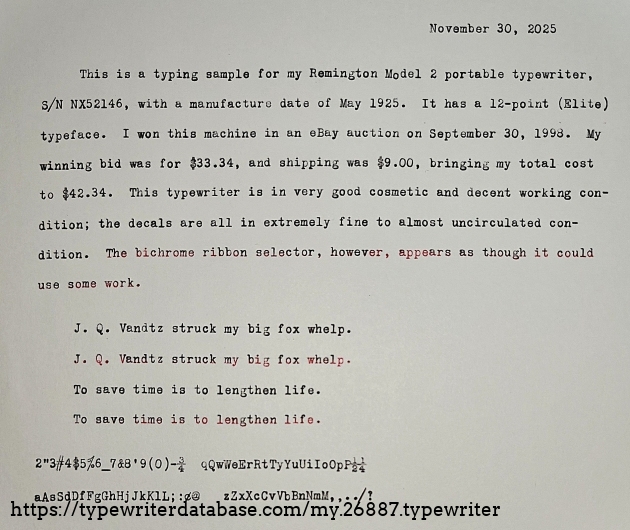 November 30, 2025
This is a typing sample for my Remington Model 2 portable typewriter,
S/N NX52146, with a manufacture date of May 1925. It has a 12-point (Elite)
typeface. I won this machine in an eBay auction on September 30, 1998. My
winning bid was for $33.34, and shipping was $9.00, bringing my total cost
to $42.34. This typewriter is in very good cosmetic and decent working con-
dition; the decals are all in extremely fine to almost uncirculated con-
dition. The bichrome ribbon selector, however, appears as though it could
use some work.
J. Q. Vandtz struck my big fox whelp.
J. Q. Vandtz struck my big fox whelp.
To save time is to lengthen life.
To save time is to lengthen life.
2"3#4$5%6_7&8'9(0)-¾ qQwWeErRtTyYuUiIoOpP½¼
aAsSdDfFgGhHjJkKlL;:¢@ zZxXcCvVbBnNmM,,../?
https://typewriterdatabase.com/my.26887.typewriter